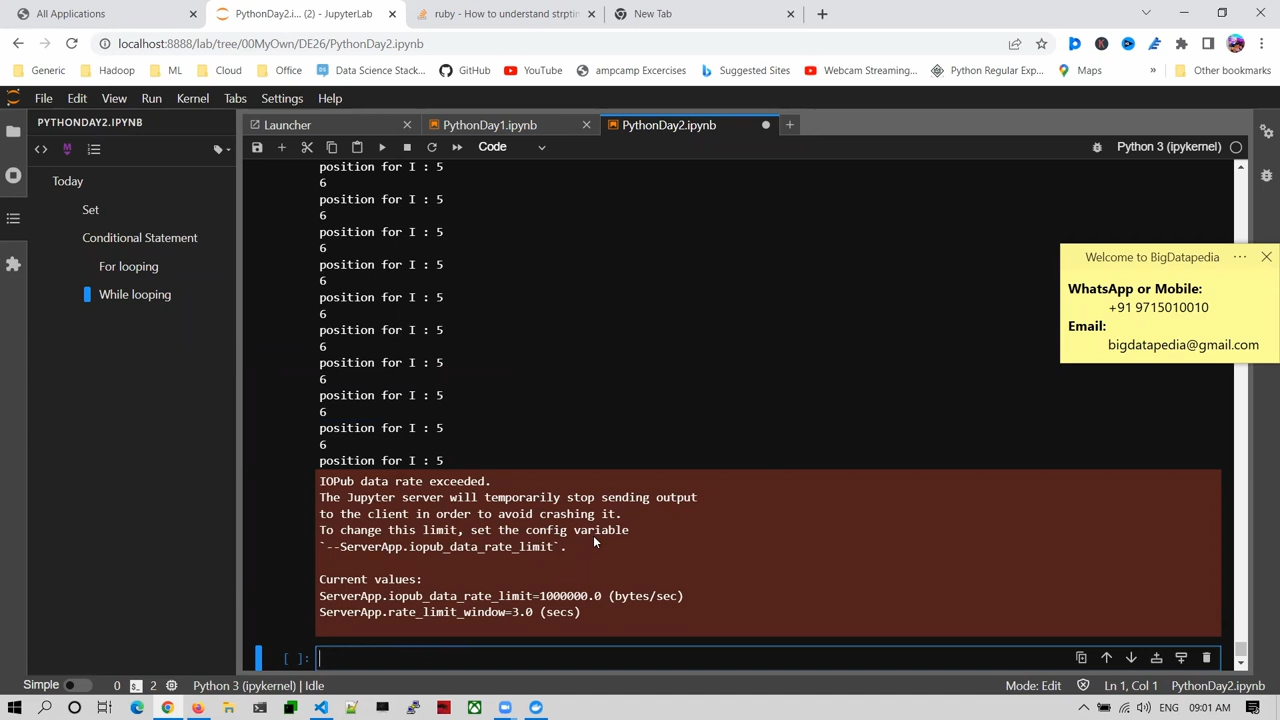 All Applications
PythonDay2.i... (2) - JupyterLab
ruby - How to understand strptin
New Tab
localhost:8888/lab/tree/00MyOwn/DE26/PythonDay2.ipynb
Generic
Hadoop
ML
Cloud
Office
Data Science Stack...
GitHub
YouTube
ampcamp Excercises
Suggested Sites
Webcam Streaming...
Python Regular Exp...
Maps
»
Other bookmarks
File
Edit
View
Run
Kernel
Tabs
Settings
Help
PYTHONDAY2.IPYNB
Launcher
PythonDay1.ipynb
PythonDay2.ipynb
Code
Python 3 (ipykernel)
Today
Set
Conditional Statement
For looping
While looping
position for I : 5
6
position for I : 5
6
position for I : 5
6
position for I : 5
6
position for I : 5
6
position for I : 5
6
position for I : 5
6
position for I : 5
6
position for I : 5
6
position for I : 5
IOPub data rate exceeded.
The Jupyter server will temporarily stop sending output
to the client in order to avoid crashing it.
To change this limit, set the config variable
`--ServerApp.iopub_data_rate_limit`.
Current values:
ServerApp.iopub_data_rate_limit=1000000.0 (bytes/sec)
ServerApp.rate_limit_window=3.0 (secs)
[ ]:
Welcome to BigDatapedia
WhatsApp or Mobile:
+91 9715010010
Email:
bigdatapedia@gmail.com
Simple
0
2
Python 3 (ipykernel) | Idle
Mode: Edit
Ln 1, Col 1
PythonDay2.ipynb
ENG
09:01 AM